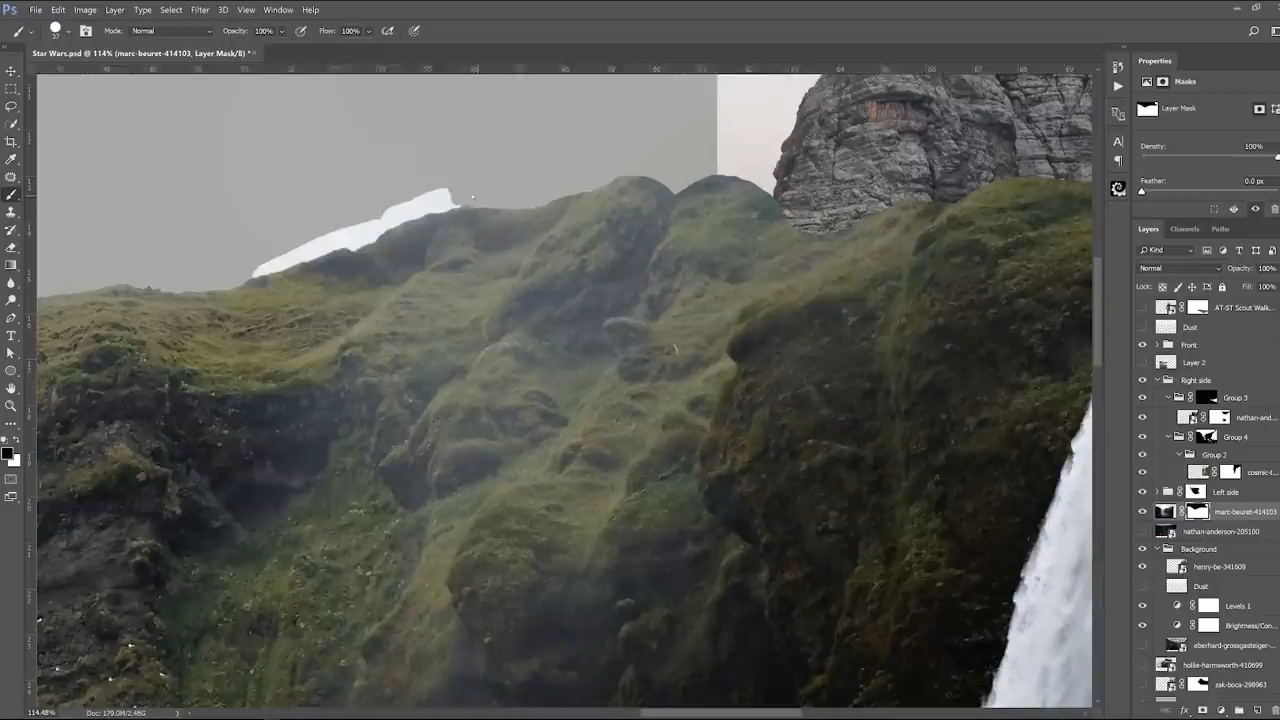 Ps File Edit Image Layer Type Select Filter 3D View Window Help
37 Mode: Normal Opacity: 100% Flow: 100%
Star Wars.psd @ 114% (marc-beuret-414103, Layer Mask/8) *
Properties
Masks
Layer Mask
Density: 100%
Feather: 0.0 px
Layers Channels Paths
Kind
Normal Opacity: 100%
Lock: Fill: 100%
AT-ST Scout Walk...
Dust
Front
Layer 2
Right side
Group 3
nathan-and...
Group 4
Group 2
cosmic-t...
Left side
marc-beuret-414103
nathan-anderson-205100
Background
henry-be-341609
Dust
Levels 1
Brightness/Con...
eberhard-grossgasteiger-...
hollie-harmsworth-410699
zak-boca-298963
114.48% Doc: 179.0M/2.46G